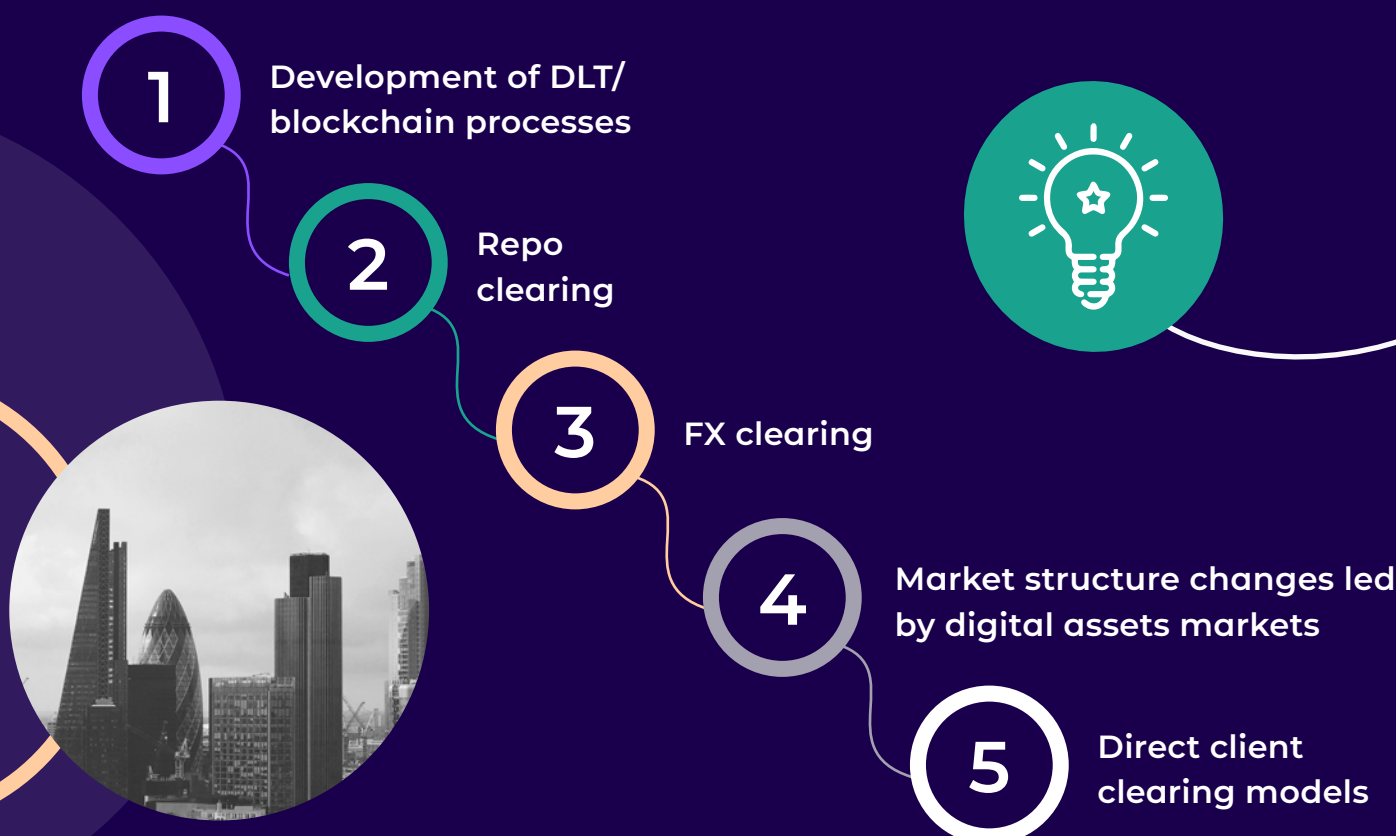 1
Development of DLT/
blockchain processes
2
Repo
clearing
3
FX clearing
4
Market structure changes led
by digital assets markets
5
Direct client
clearing models